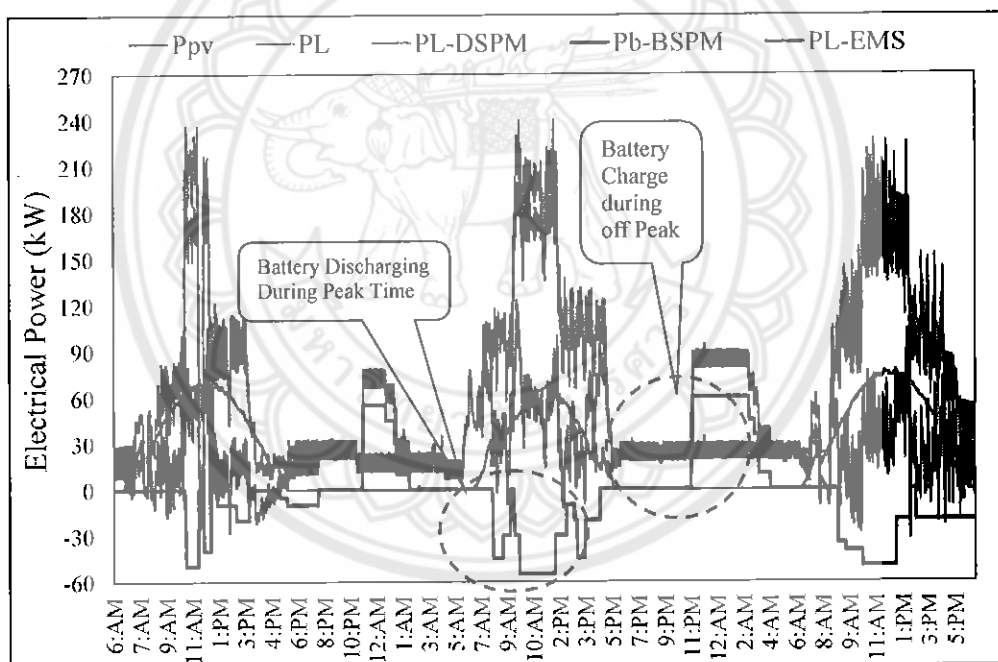 Ppv PL PL-DSPM Pb-BSPM PL-EMS
270
240
210
180
150
120
90
60
30
0
-30
-60
Electrical Power (kW)
Battery
Charge
during
off Peak
Battery Discharging
During Peak Time
6:AM
7:AM
9:AM
11:AM
1:PM
3:PM
4:PM
6:PM
8:PM
10:PM
12:AM
1:AM
3:AM
5:AM
7:AM
9:AM
10:AM
12:PM
2:PM
3:PM
5:PM
7:PM
9:PM
11:PM
12:AM
2:AM
4:AM
6:AM
8:AM
9:AM
11:AM
1:PM
3:PM
5:PM